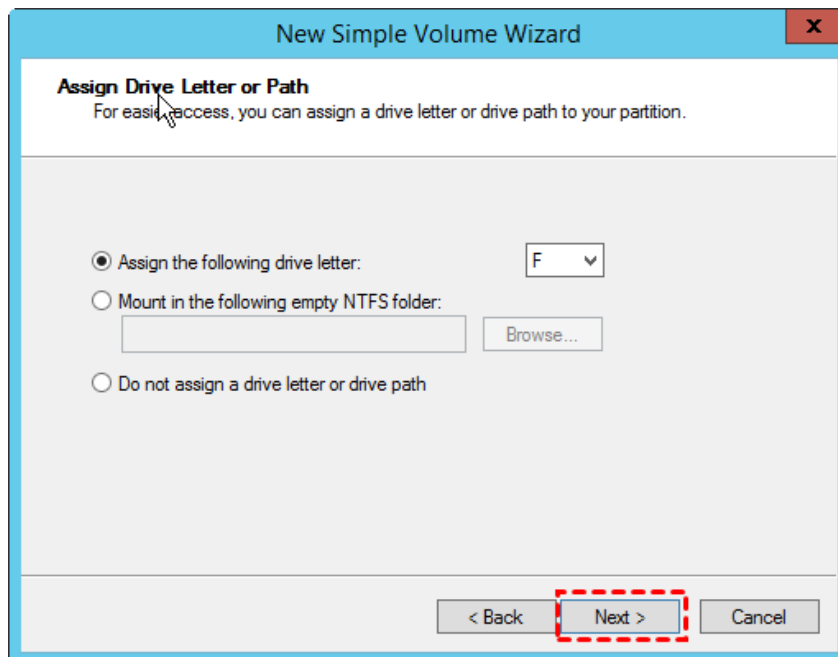 New Simple Volume Wizard
x
Assign Drive Letter or Path
For easier access, you can assign a drive letter or drive path to your partition.
Assign the following drive letter:
F
Mount in the following empty NTFS folder:
Browse...
Do not assign a drive letter or drive path
< Back
Next >
Cancel